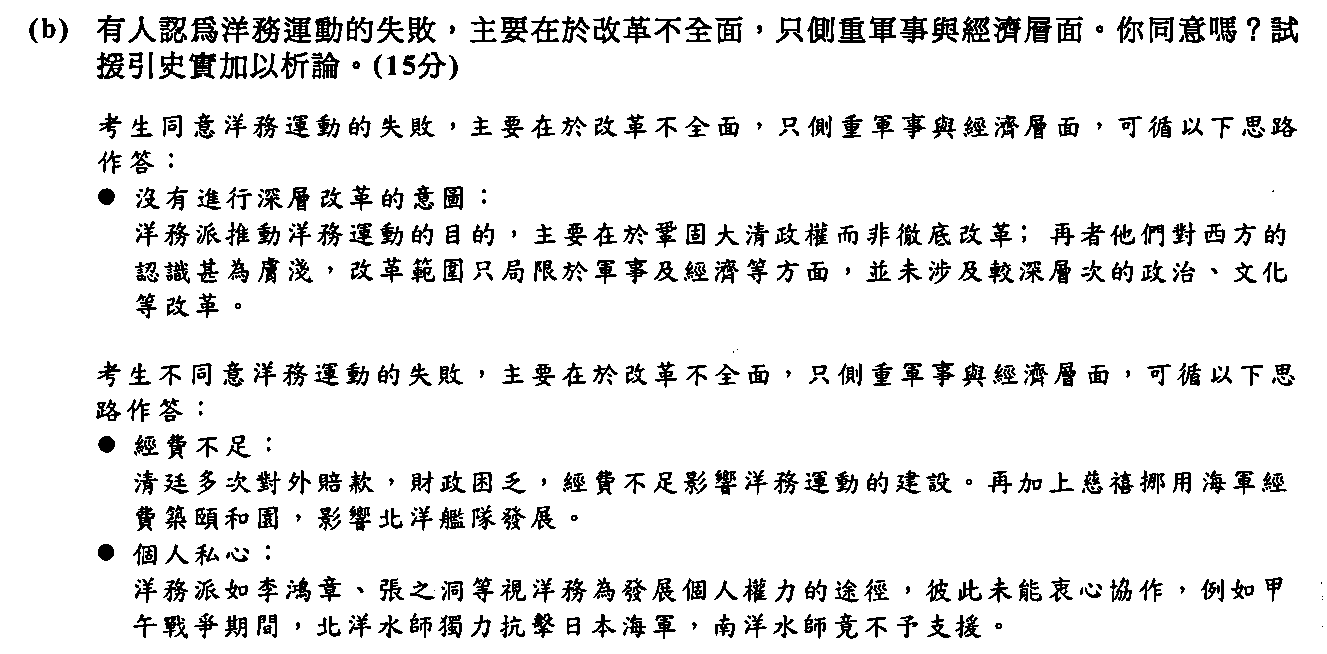 (b) 有人認爲洋務運動的失敗，主要在於改革不全面，只側重軍事與經濟層面。你同意嗎？試
援引史實加以析論。(15分)
考生同意洋務運動的失敗，主要在於改革不全面，只側重軍事與經濟層面，可循以下思路
作答：
● 沒有進行深層改革的意圖：
洋務派推動洋務運動的目的，主要在於鞏固大清政權而非徹底改革；再者他們對西方的
認識甚為膚淺，改革範圍只局限於軍事及經濟等方面，並未涉及較深層次的政治、文化
等改革。
考生不同意洋務運動的失敗，主要在於改革不全面，只側重軍事與經濟層面，可循以下思
路作答：
● 經費不足：
清廷多次對外賠款，財政困乏，經費不足影響洋務運動的建設。再加上慈禧挪用海軍經
費築頤和園，影響北洋艦隊發展。
● 個人私心：
洋務派如李鴻章、張之洞等視洋務為發展個人權力的途徑，彼此未能衷心協作，例如甲
午戰爭期間，北洋水師獨力抗擊日本海軍，南洋水師竟不予支援。